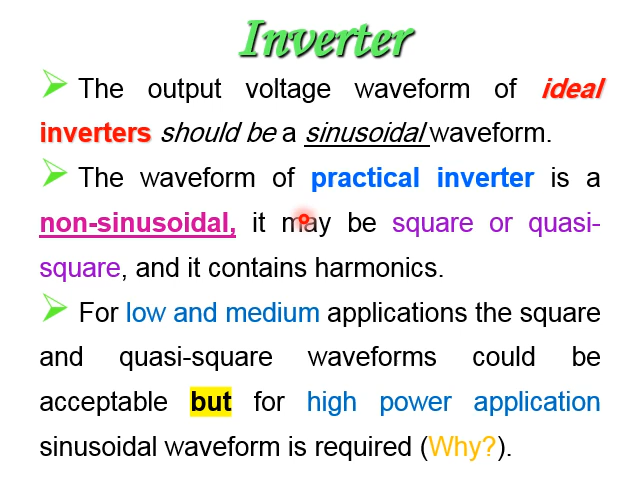 Inverter
The output voltage waveform of ideal
inverters should be a sinusoidal waveform.
The waveform of practical inverter is a
non-sinusoidal, it may be square or quasi-
square, and it contains harmonics.
For low and medium applications the square
and quasi-square waveforms could be
acceptable but for high power application
sinusoidal waveform is required (Why?).